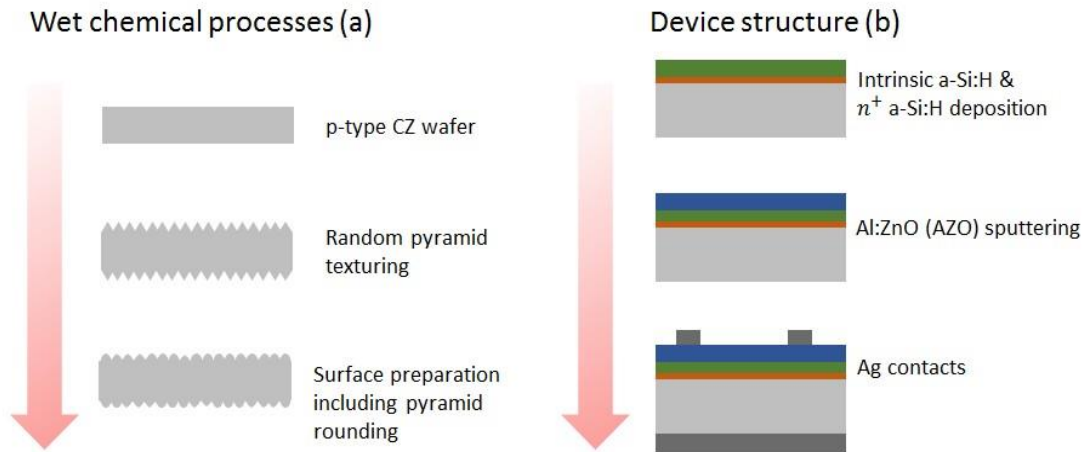 Wet chemical processes (a)
p-type CZ wafer
Random pyramid
texturing
Surface preparation
including pyramid
rounding
Device structure (b)
Intrinsic a-Si:H &
n⁺ a-Si:H deposition
Al:ZnO (AZO) sputtering
Ag contacts